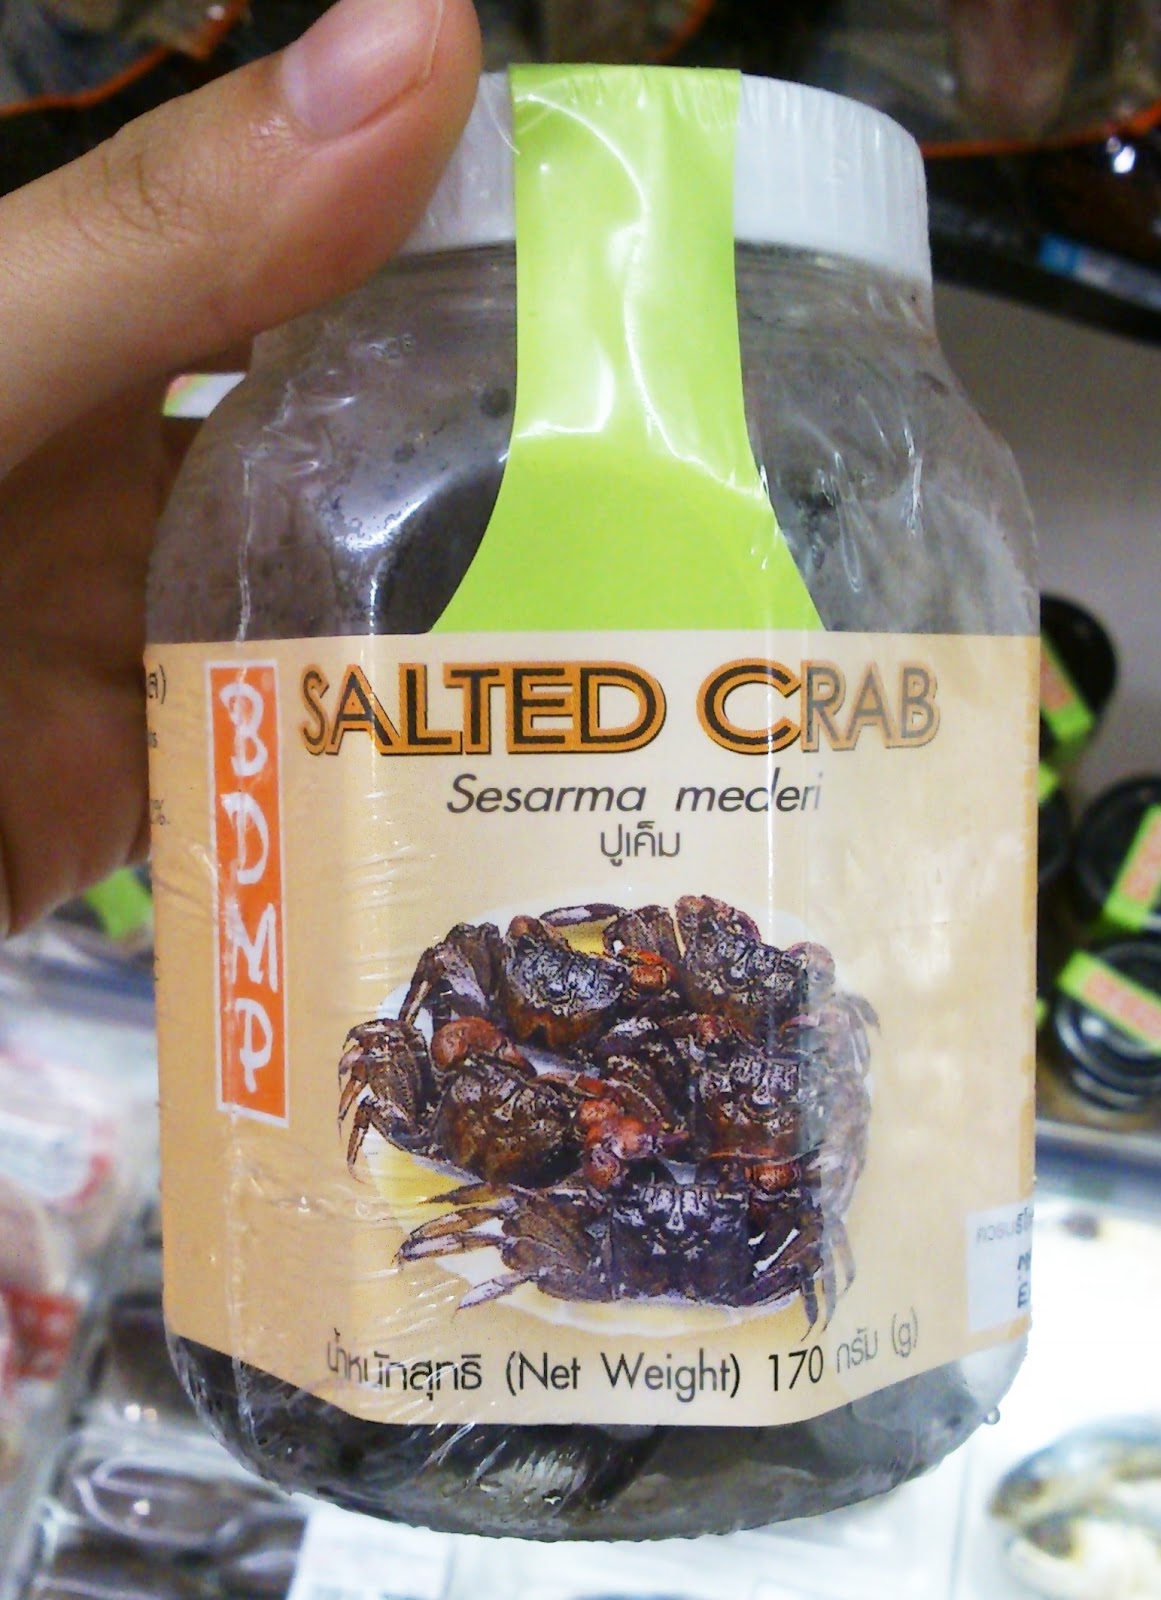 BDMP
SALTED CRAB
Sesarma mederi
ปูเค็ม
น้ำหนักสุทธิ (Net Weight) 170 กรัม (g)